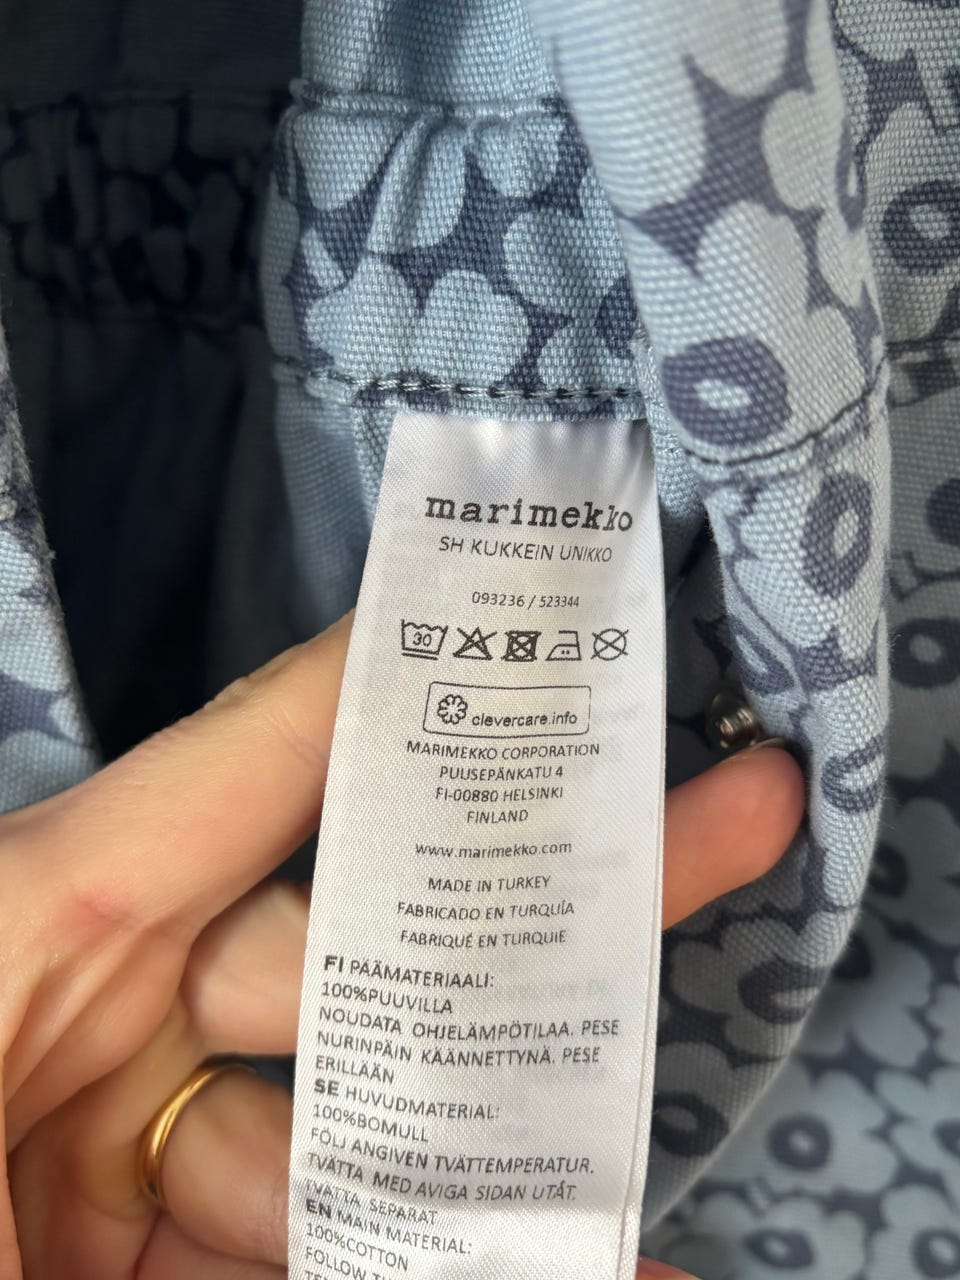 marimekko
SH KUKKEIN UNIKKO
093236 / 523344
30
clevercare.info
MARIMEKKO CORPORATION
PUUSEPÄNKATU 4
FI-00880 HELSINKI
FINLAND
www.marimekko.com
MADE IN TURKEY
FABRICADO EN TURQUÍA
FABRIQUÉ EN TURQUIE
FI PÄÄMATERIAALI:
100%PUUVILLA
NOUDATA OHJELÄMPÖTILAA. PESE
NURINPÄIN KÄÄNNETTYNÄ. PESE
ERILLÄÄN
SE HUVUDMATERIAL:
100%BOMULL
FÖLJ ANGIVEN TVÄTTEMPERATUR.
TVÄTTA MED AVIGA SIDAN UTÅT.
TVÄTTA SEPARAT
EN MAIN MATERIAL:
100%COTTON
FOLLOW